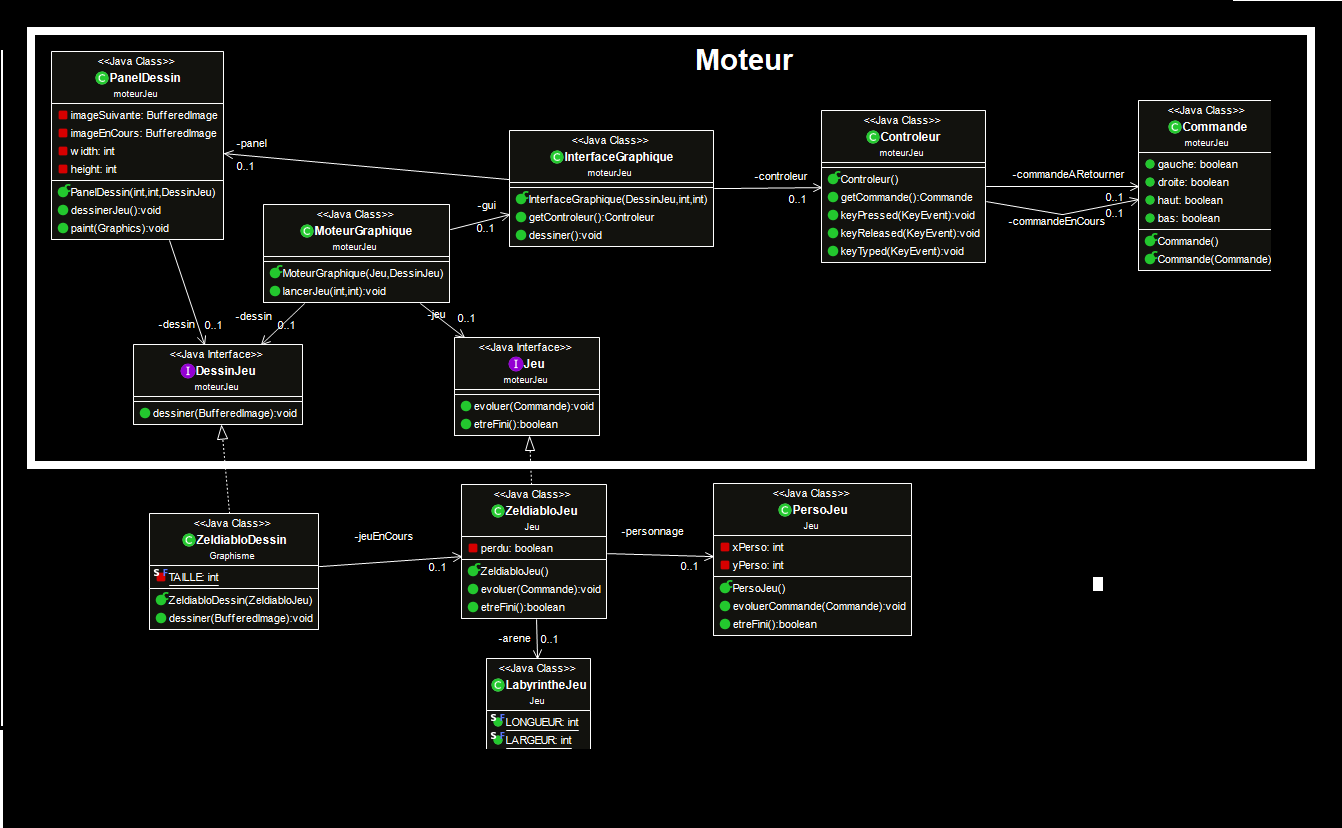 Moteur
<<Java Class>>
PanelDessin
moteurJeu
imageSuivante: BufferedImage
imageEnCours: BufferedImage
width: int
height: int
PanelDessin(int,int,DessinJeu)
dessinerJeu():void
paint(Graphics):void
-panel
0..1
<<Java Class>>
InterfaceGraphique
moteurJeu
InterfaceGraphique(DessinJeu,int,int)
getControleur():Controleur
dessiner():void
-controleur
0..1
<<Java Class>>
Controleur
moteurJeu
Controleur()
getCommande():Commande
keyPressed(KeyEvent):void
keyReleased(KeyEvent):void
keyTyped(KeyEvent):void
-commandeARetourner
0..1
-commandeEnCours
0..1
<<Java Class>>
Commande
moteurJeu
gauche: boolean
droite: boolean
haut: boolean
bas: boolean
Commande()
Commande(Commande)
<<Java Class>>
MoteurGraphique
moteurJeu
MoteurGraphique(Jeu,DessinJeu)
lancerJeu(int,int):void
-gui
0..1
-dessin
0..1
-dessin
0..1
-jeu
0..1
<<Java Interface>>
I
DessinJeu
moteurJeu
dessiner(BufferedImage):void
<<Java Interface>>
I
Jeu
moteurJeu
evoluer(Commande):void
etreFini():boolean
<<Java Class>>
ZeldiabloDessin
Graphisme
TAILLE: int
ZeldiabloDessin(ZeldiabloJeu)
dessiner(BufferedImage):void
-jeuEnCours
0..1
<<Java Class>>
ZeldiabloJeu
Jeu
perdu: boolean
ZeldiabloJeu()
evoluer(Commande):void
etreFini():boolean
-personnage
0..1
<<Java Class>>
PersoJeu
Jeu
xPerso: int
yPerso: int
PersoJeu()
evoluerCommande(Commande):void
etreFini():boolean
-arene
0..1
<<Java Class>>
LabyrintheJeu
Jeu
LONGUEUR: int
LARGEUR: int